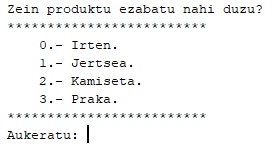 Zein produktu ezabatu nahi duzu?
*************************
0.- Irten.
1.- Jertsea.
2.- Kamiseta.
3.- Praka.
*************************
Aukeratu: